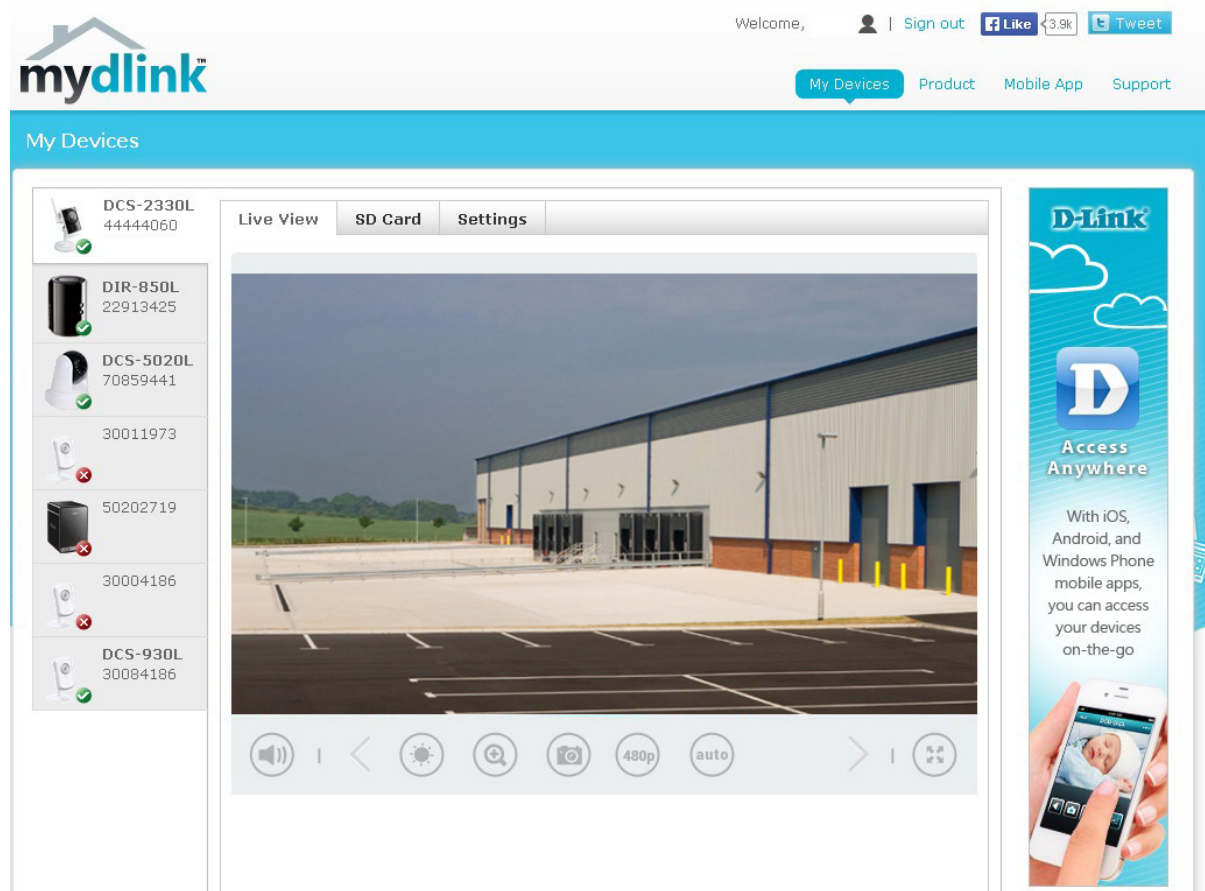 Welcome,
| Sign out
Like
3.9k
Tweet
mydlink™
My Devices
Product
Mobile App
Support
My Devices
DCS-2330L
44444060
DIR-850L
22913425
DCS-5020L
70859441
30011973
50202719
30004186
DCS-930L
30084186
Live View
SD Card
Settings
480p
auto
D-Link
D
Access
Anywhere
With iOS,
Android, and
Windows Phone
mobile apps,
you can access
your devices
on-the-go